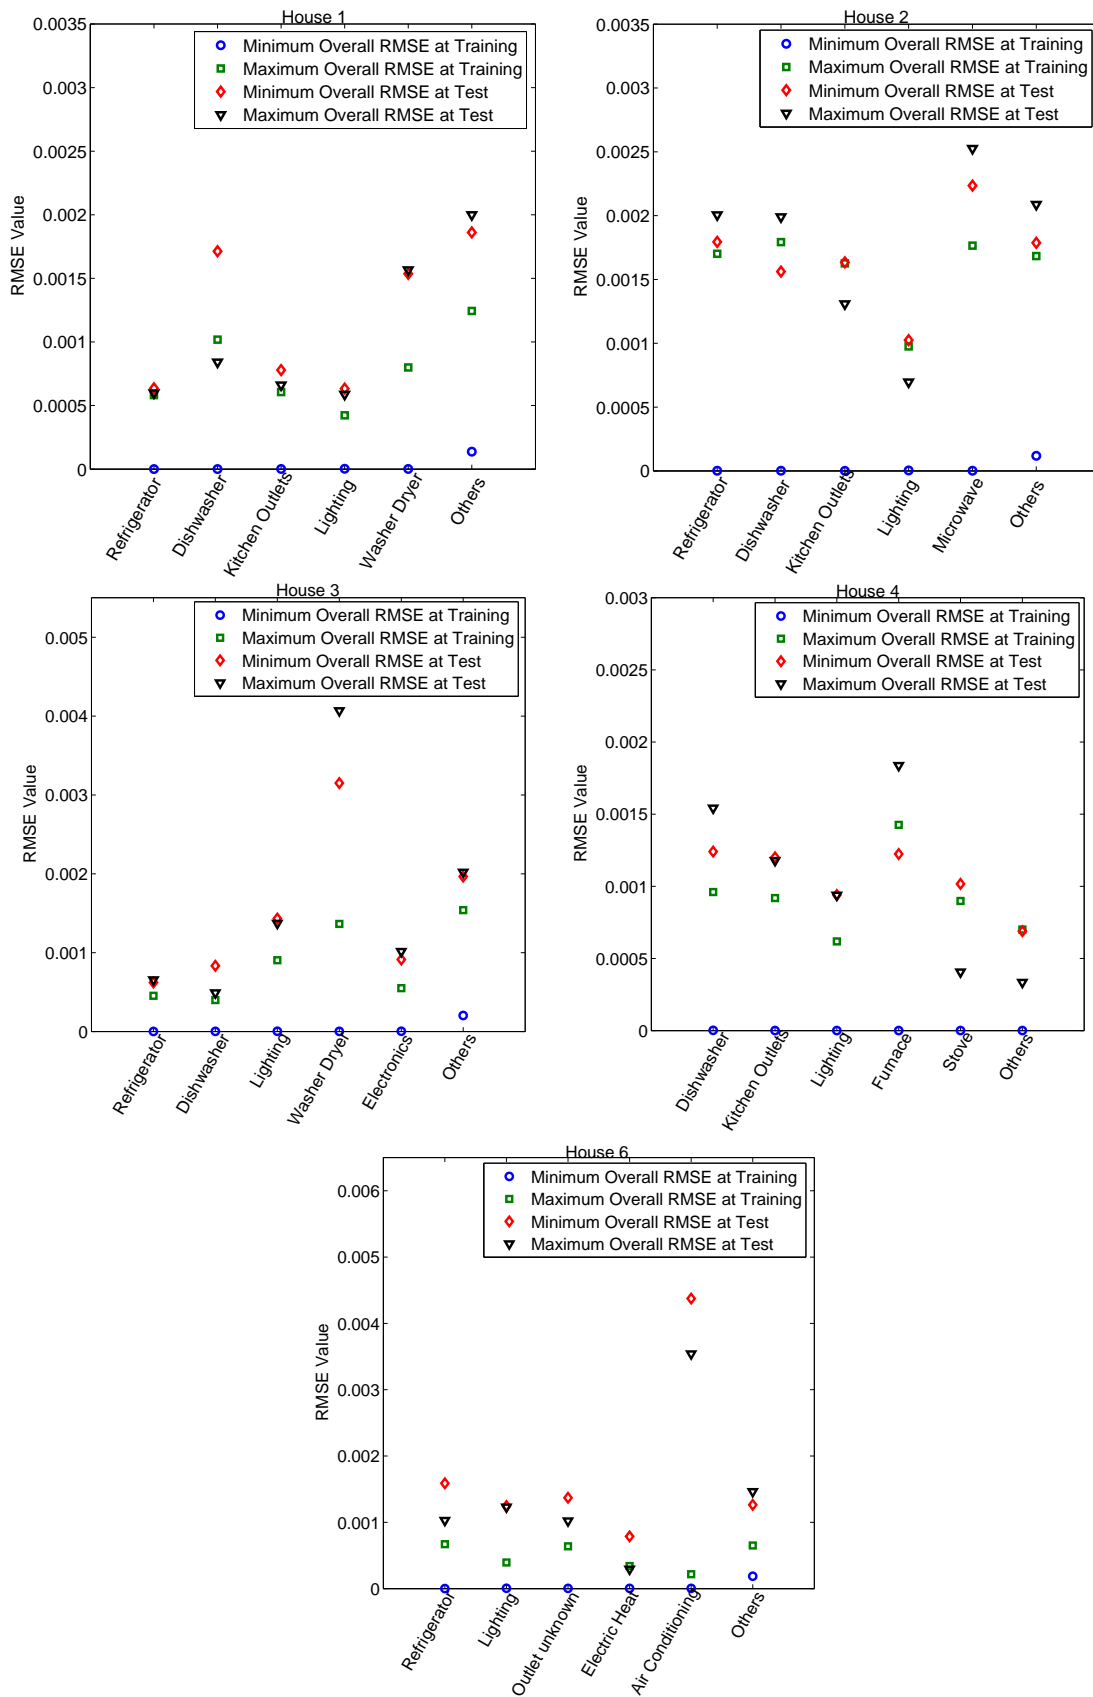 House 1
0.0035
0.003
0.0025
0.002
0.0015
0.001
0.0005
0
RMSE Value
Minimum Overall RMSE at Training
Maximum Overall RMSE at Training
Minimum Overall RMSE at Test
Maximum Overall RMSE at Test
Refrigerator
Dishwasher
Kitchen Outlets
Lighting
Washer Dryer
Others
House 2
0.0035
0.003
0.0025
0.002
0.0015
0.001
0.0005
0
RMSE Value
Minimum Overall RMSE at Training
Maximum Overall RMSE at Training
Minimum Overall RMSE at Test
Maximum Overall RMSE at Test
Refrigerator
Dishwasher
Kitchen Outlets
Lighting
Microwave
Others
House 3
0.005
0.004
0.003
0.002
0.001
0
RMSE Value
Minimum Overall RMSE at Training
Maximum Overall RMSE at Training
Minimum Overall RMSE at Test
Maximum Overall RMSE at Test
Refrigerator
Dishwasher
Lighting
Washer Dryer
Electronics
Others
House 4
0.003
0.0025
0.002
0.0015
0.001
0.0005
0
RMSE Value
Minimum Overall RMSE at Training
Maximum Overall RMSE at Training
Minimum Overall RMSE at Test
Maximum Overall RMSE at Test
Dishwasher
Kitchen Outlets
Lighting
Furnace
Stove
Others
House 6
0.006
0.005
0.004
0.003
0.002
0.001
0
RMSE Value
Minimum Overall RMSE at Training
Maximum Overall RMSE at Training
Minimum Overall RMSE at Test
Maximum Overall RMSE at Test
Refrigerator
Lighting
Outlet unknown
Electric Heat
Air Conditioning
Others